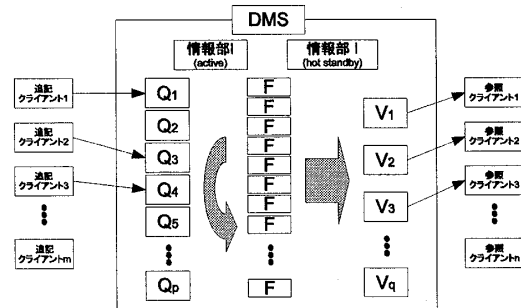 DMS
情報部I
(active)
情報部I
(hot standby)
追記
クライアント1
追記
クライアント2
追記
クライアント3
追記
クライアントm
Q1
Q2
Q3
Q4
Q5
Qp
F
F
F
F
F
F
F
F
F
V1
V2
V3
Vq
参照
クライアント1
参照
クライアント2
参照
クライアント3
参照
クライアントn